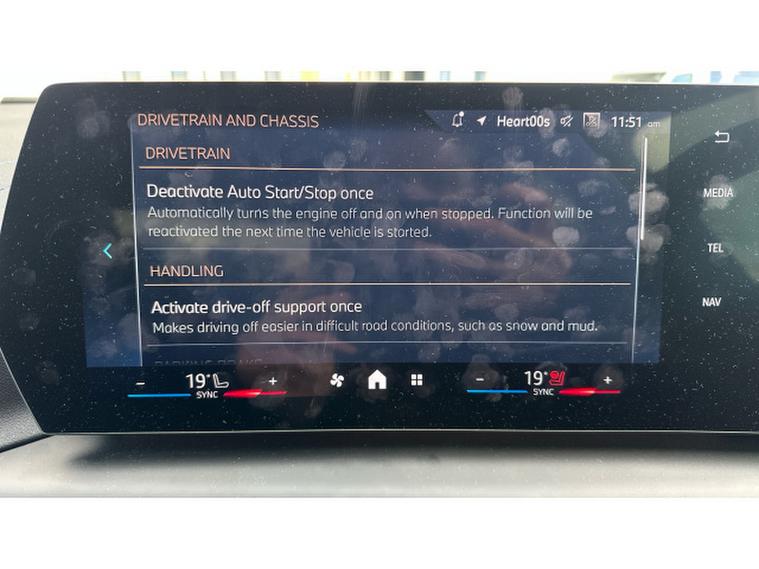 DRIVETRAIN AND CHASSIS
Heart00s
11:51 am
DRIVETRAIN
Deactivate Auto Start/Stop once
Automatically turns the engine off and on when stopped. Function will be
reactivated the next time the vehicle is started.
HANDLING
Activate drive-off support once
Makes driving off easier in difficult road conditions, such as snow and mud.
PARKING BRAKE
MEDIA
TEL
NAV
− 19° +
SYNC
− 19° +
SYNC